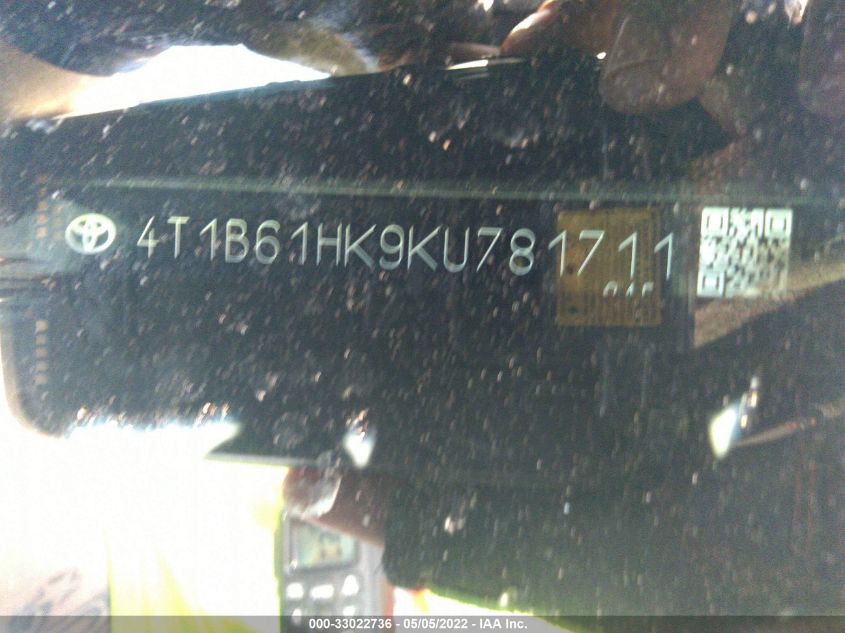 4T1B61HK9KU781711
000-33022736 - 05/05/2022 - IAA Inc.